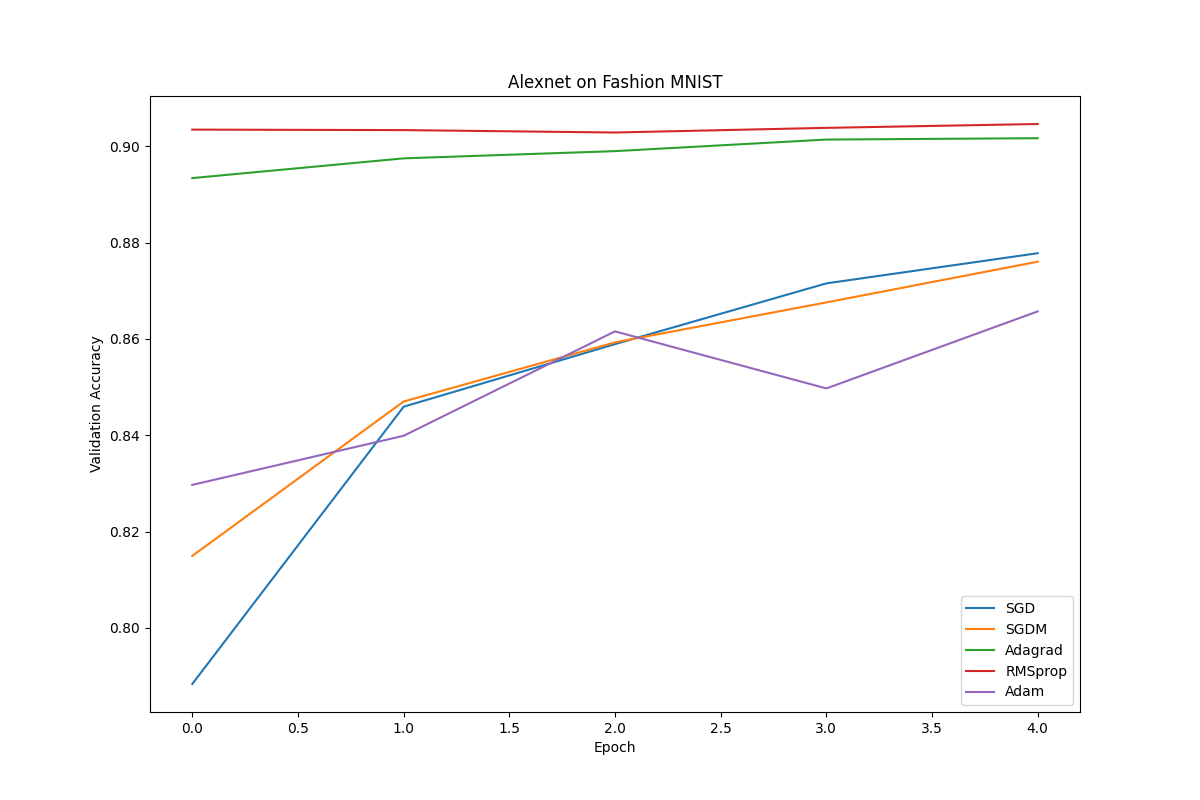 Alexnet on Fashion MNIST
Validation Accuracy
0.90
0.88
0.86
0.84
0.82
0.80
0.0 0.5 1.0 1.5 2.0 2.5 3.0 3.5 4.0
Epoch
SGD
SGDM
Adagrad
RMSprop
Adam